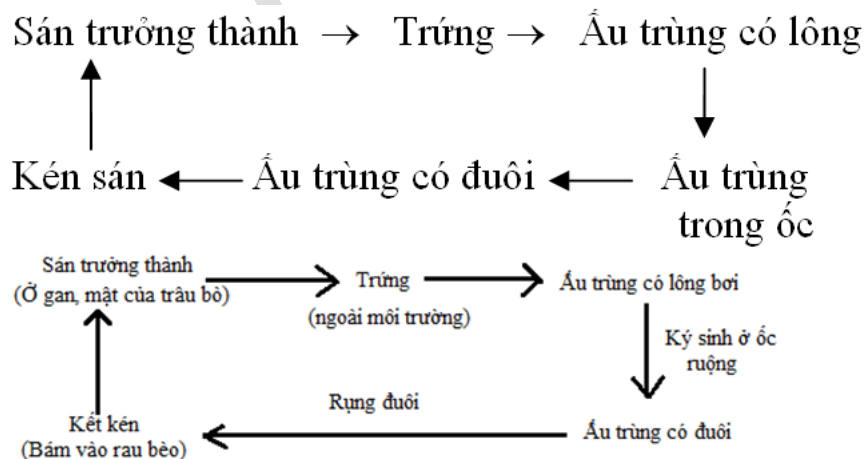 Sán trưởng thành → Trứng → Ấu trùng có lông
Kén sán ← Ấu trùng có đuôi ← Ấu trùng
trong ốc
Sán trưởng thành
(Ở gan, mật của trâu bò)
Trứng
(ngoài môi trường)
Ấu trùng có lông bơi
Ký sinh ở ốc
ruộng
Rụng đuôi
Kết kén
(Bám vào rau bèo)
Ấu trùng có đuôi